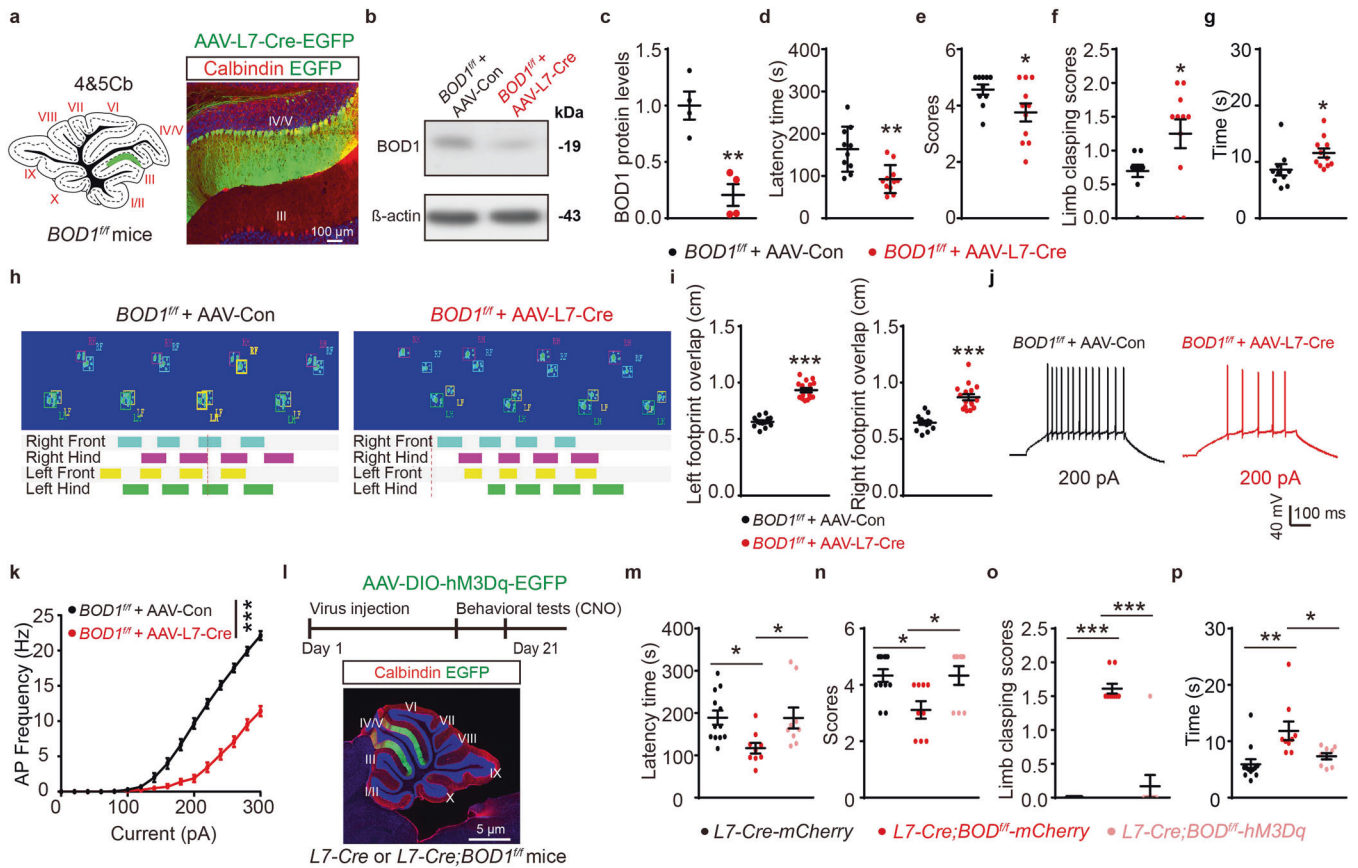 a
AAV-L7-Cre-EGFP
Calbindin EGFP
4&5Cb
VI
VII
VIII
IV/V
IX
III
X
I/II
BOD1f/f mice
IV/V
III
100 µm
b
BOD1f/f +
AAV-Con
BOD1f/f +
AAV-L7-Cre
kDa
BOD1
-19
ß-actin
-43
c
BOD1 protein levels
1.5
1.0
0.5
0.0
**
d
Latency time (s)
400
300
200
100
0
**
e
Scores
6
4
2
0
*
f
Limb clasping scores
2.5
2.0
1.5
1.0
0.5
0.0
*
g
Time (s)
30
20
10
0
*
BOD1f/f + AAV-Con
BOD1f/f + AAV-L7-Cre
h
BOD1f/f + AAV-Con
BOD1f/f + AAV-L7-Cre
Right Front
Right Hind
Left Front
Left Hind
Right Front
Right Hind
Left Front
Left Hind
i
Left footprint overlap (cm)
1.5
1.0
0.5
0.0
***
Right footprint overlap (cm)
1.5
1.0
0.5
0.0
***
BOD1f/f + AAV-Con
BOD1f/f + AAV-L7-Cre
j
BOD1f/f + AAV-Con
BOD1f/f + AAV-L7-Cre
200 pA
200 pA
40 mV
100 ms
k
BOD1f/f + AAV-Con
BOD1f/f + AAV-L7-Cre
***
AP Frequency (Hz)
25
20
15
10
5
0
0
100
200
300
Current (pA)
l
AAV-DIO-hM3Dq-EGFP
Virus injection
Behavioral tests (CNO)
Day 1
Day 21
Calbindin EGFP
VI
IV/V
VII
VIII
III
IX
I/II
X
5 µm
L7-Cre or L7-Cre;BOD1f/f mice
m
Latency time (s)
400
300
200
100
0
*
*
n
Scores
6
4
2
0
*
*
o
Limb clasping scores
2.5
2.0
1.5
1.0
0.5
0.0
***
***
p
Time (s)
30
20
10
0
**
*
L7-Cre-mCherry
L7-Cre;BODf/f-mCherry
L7-Cre;BODf/f-hM3Dq